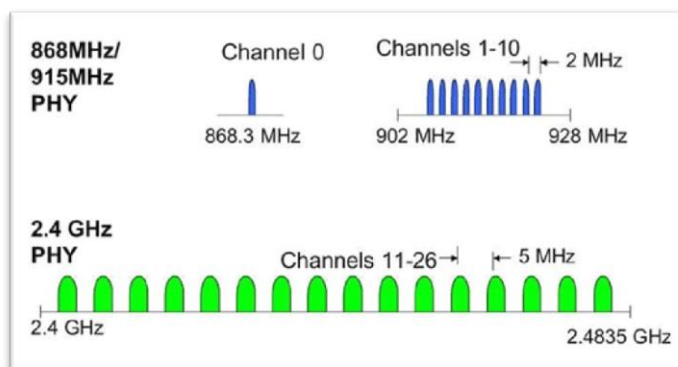 868MHz/
915MHz
PHY
Channel 0
868.3 MHz
Channels 1-10
2 MHz
902 MHz
928 MHz
2.4 GHz
PHY
Channels 11-26
5 MHz
2.4 GHz
2.4835 GHz